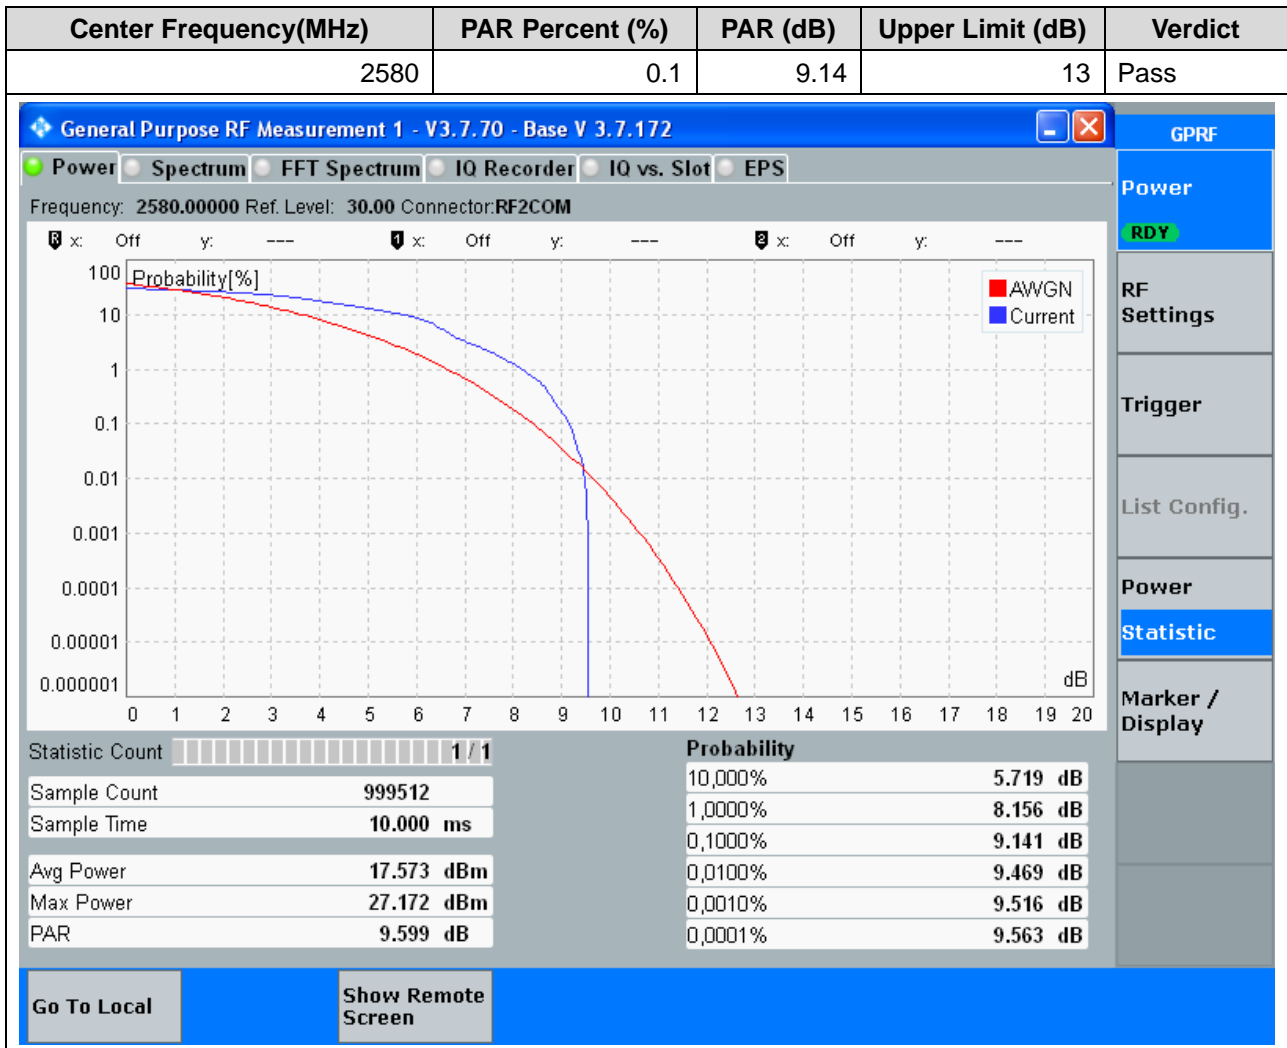 Center Frequency(MHz) PAR Percent (%) PAR (dB) Upper Limit (dB) Verdict
2580 0.1 9.14 13 Pass
General Purpose RF Measurement 1 - V3.7.70 - Base V 3.7.172
GPRF
Power Spectrum FFT Spectrum IQ Recorder IQ vs. Slot EPS
Frequency: 2580.00000 Ref. Level: 30.00 Connector:RF2COM
R x: Off y: --- 1 x: Off y: --- 2 x: Off y: ---
Probability[%]
100
10
1
0.1
0.01
0.001
0.0001
0.00001
0.000001
AWGN
Current
dB
0 1 2 3 4 5 6 7 8 9 10 11 12 13 14 15 16 17 18 19 20
Statistic Count 1 / 1
Sample Count 999512
Sample Time 10.000 ms
Avg Power 17.573 dBm
Max Power 27.172 dBm
PAR 9.599 dB
Probability
10,000% 5.719 dB
1,0000% 8.156 dB
0,1000% 9.141 dB
0,0100% 9.469 dB
0,0010% 9.516 dB
0,0001% 9.563 dB
Power
RDY
RF
Settings
Trigger
List Config.
Power
Statistic
Marker /
Display
Go To Local
Show Remote
Screen